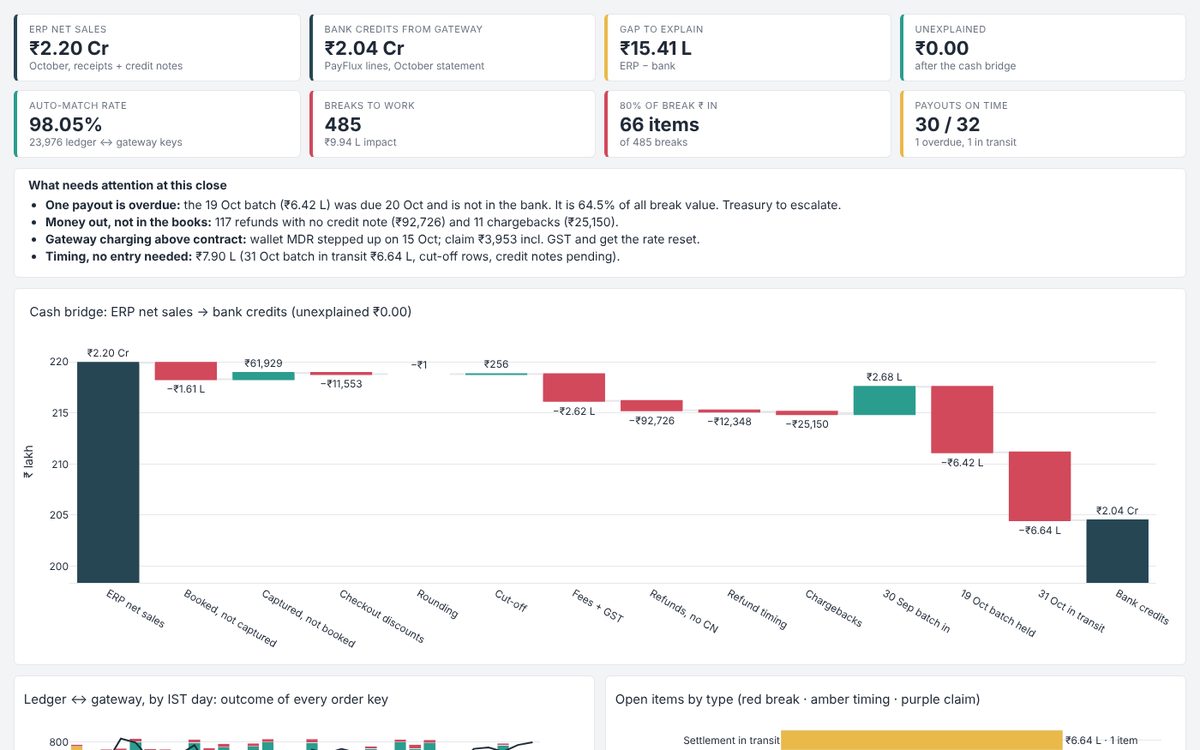 ERP NET SALES
₹2.20 Cr
October, receipts + credit notes
BANK CREDITS FROM GATEWAY
₹2.04 Cr
PayFlux lines, October statement
GAP TO EXPLAIN
₹15.41 L
ERP − bank
UNEXPLAINED
₹0.00
after the cash bridge
AUTO-MATCH RATE
98.05%
23,976 ledger ↔ gateway keys
BREAKS TO WORK
485
₹9.94 L impact
80% OF BREAK ₹ IN
66 items
of 485 breaks
PAYOUTS ON TIME
30 / 32
1 overdue, 1 in transit
What needs attention at this close
• One payout is overdue: the 19 Oct batch (₹6.42 L) was due 20 Oct and is not in the bank. It is 64.5% of all break value. Treasury to escalate.
• Money out, not in the books: 117 refunds with no credit note (₹92,726) and 11 chargebacks (₹25,150).
• Gateway charging above contract: wallet MDR stepped up on 15 Oct; claim ₹3,953 incl. GST and get the rate reset.
• Timing, no entry needed: ₹7.90 L (31 Oct batch in transit ₹6.64 L, cut-off rows, credit notes pending).
Cash bridge: ERP net sales → bank credits (unexplained ₹0.00)
₹ lakh
220
215
210
205
200
₹2.20 Cr
−₹1.61 L
₹61,929
−₹11,553
−₹1
₹256
−₹2.62 L
−₹92,726
−₹12,348
−₹25,150
₹2.68 L
−₹6.42 L
−₹6.64 L
₹2.04 Cr
ERP net sales
Booked, not captured
Captured, not booked
Checkout discounts
Rounding
Cut-off
Fees + GST
Refunds, no CN
Refund timing
Chargebacks
30 Sep batch in
19 Oct batch held
31 Oct in transit
Bank credits
Ledger ↔ gateway, by IST day: outcome of every order key
800
Open items by type (red break · amber timing · purple claim)
Settlement in transit
₹6.64 L · 1 item